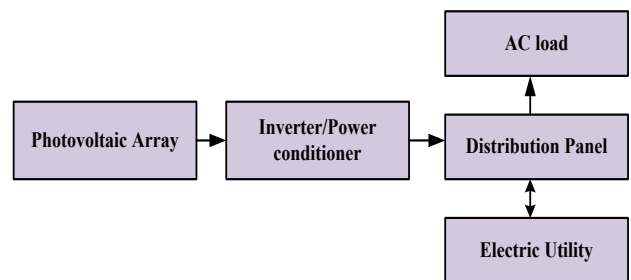 AC load
Photovoltaic Array
Inverter/Power
conditioner
Distribution Panel
Electric Utility